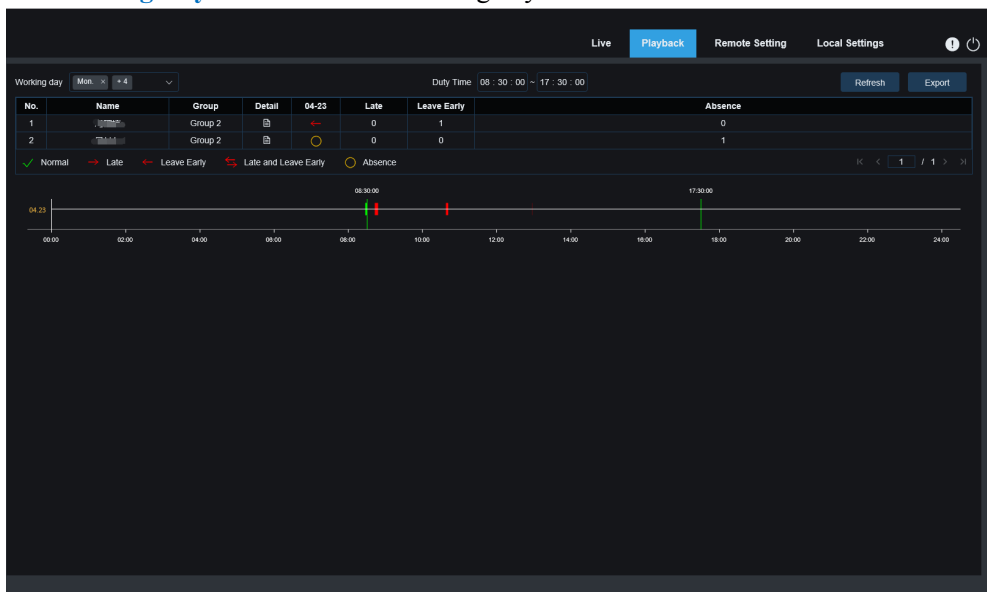 Live Playback Remote Setting Local Settings
Working day Mon. × + 4 Duty Time 08 : 30 : 00 ~ 17 : 30 : 00 Refresh Export
No. Name Group Detail 04-23 Late Leave Early Absence
1 Group 2 0 1 0
2 Group 2 0 0 1
Normal Late Leave Early Late and Leave Early Absence 1 / 1
08:30:00 17:30:00
04.23
00:00 02:00 04:00 06:00 08:00 10:00 12:00 14:00 16:00 18:00 20:00 22:00 24:00